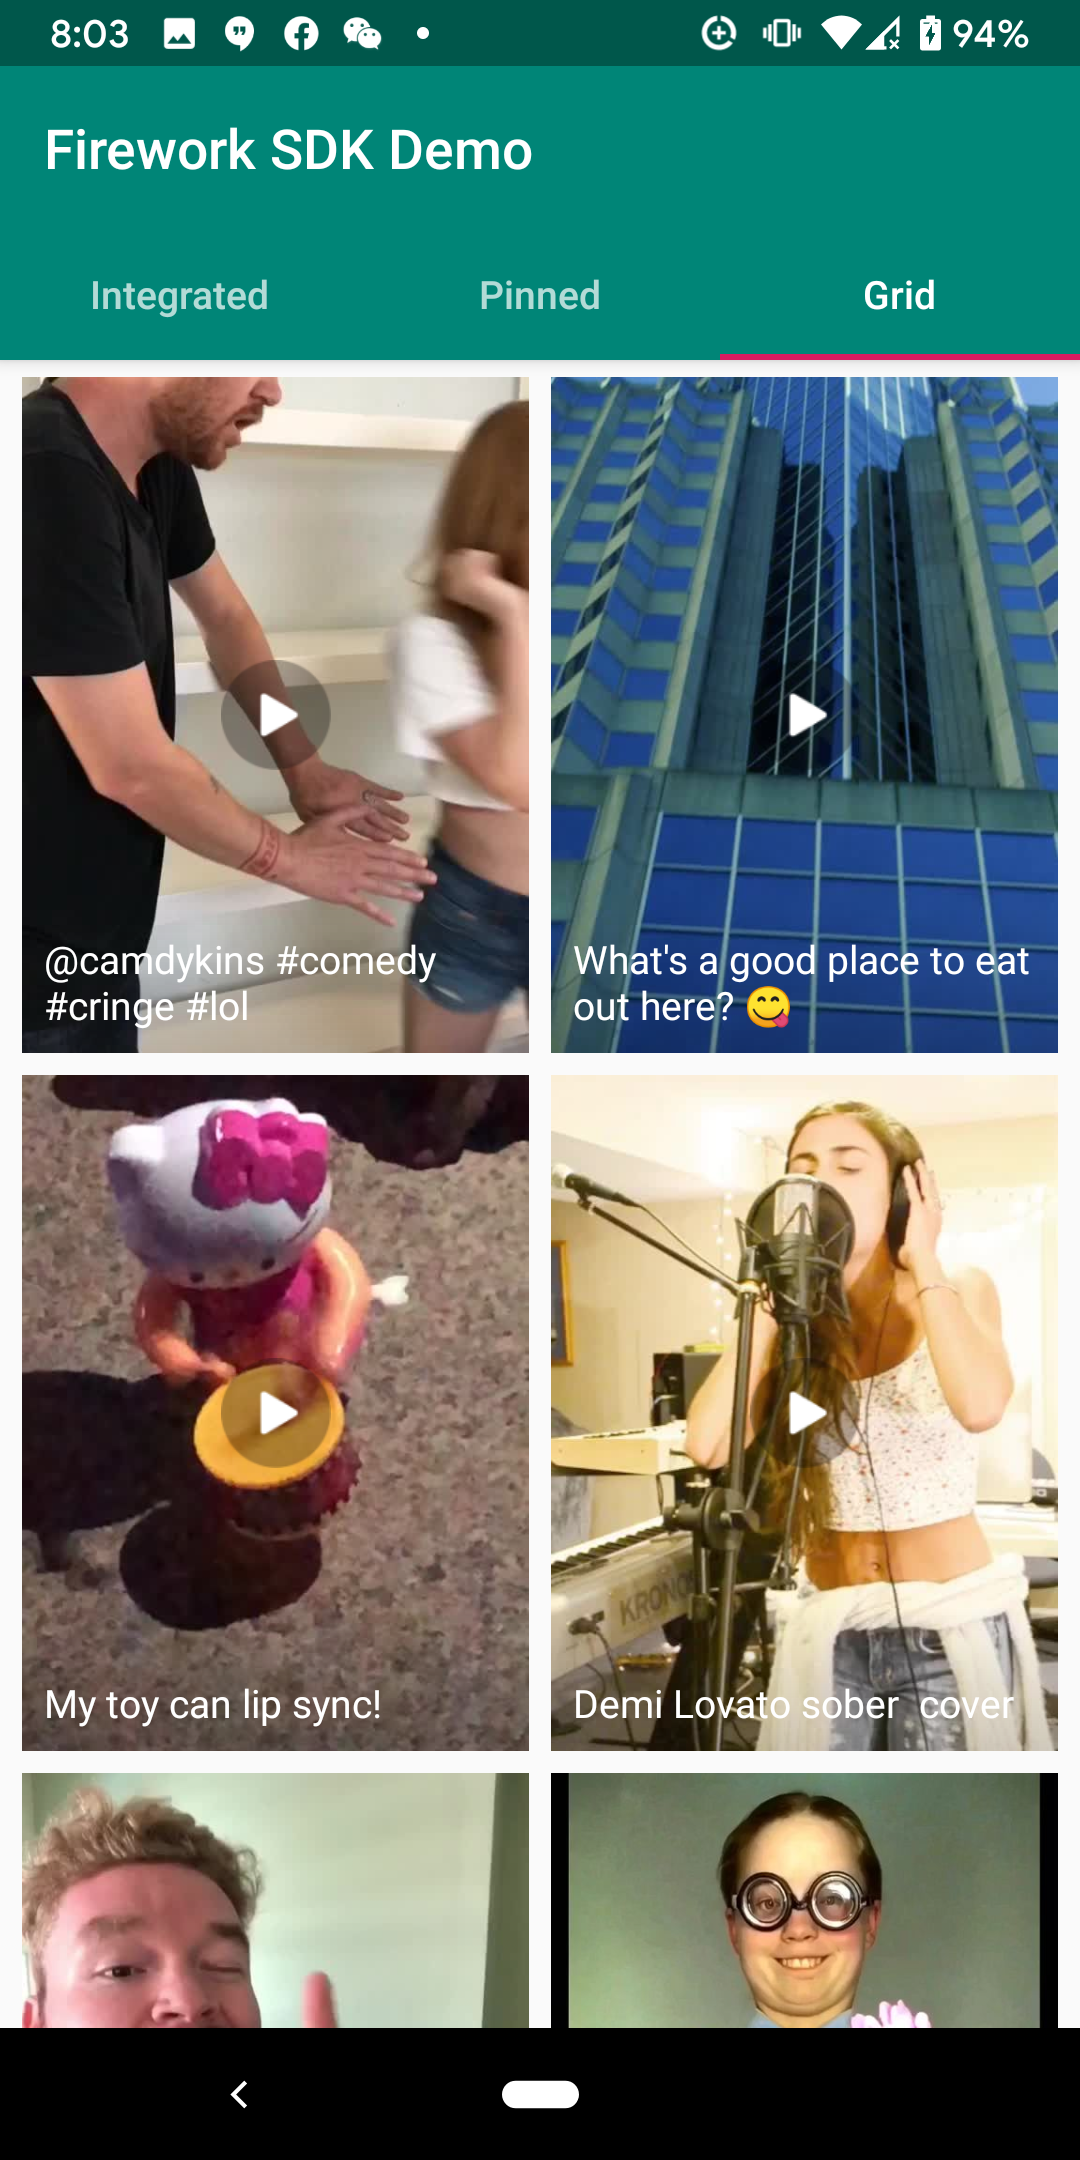 8:03
94%
Firework SDK Demo
Integrated
Pinned
Grid
@camdykins #comedy
#cringe #lol
What's a good place to eat
out here? 😋
My toy can lip sync!
KRONO
Demi Lovato sober  cover